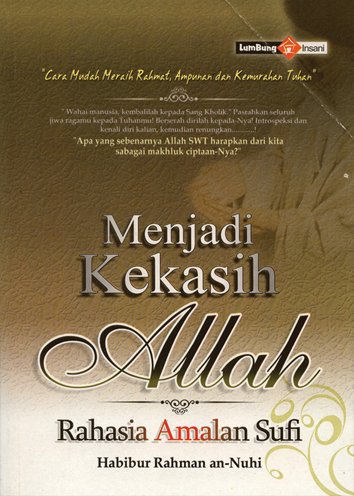 LumBung Insani
"Cara Mudah Meraih Rahmat, Ampunan dan Kemurahan Tuhan"
" Wahai manusia, kembalilah kepada Sang Kholik." Pasrahkan seluruh
jiwa ragamu kepada Tuhanmu! Berserah dirilah kepada-Nya! Introspeksi dan
kenali diri kalian, kemudian renungkan..........!
"Apa yang sebenarnya Allah SWT harapkan dari kita
sabagai makhluk ciptaan-Nya?"
Menjadi
Kekasih
Allah
Rahasia Amalan Sufi
Habibur Rahman an-Nuhi